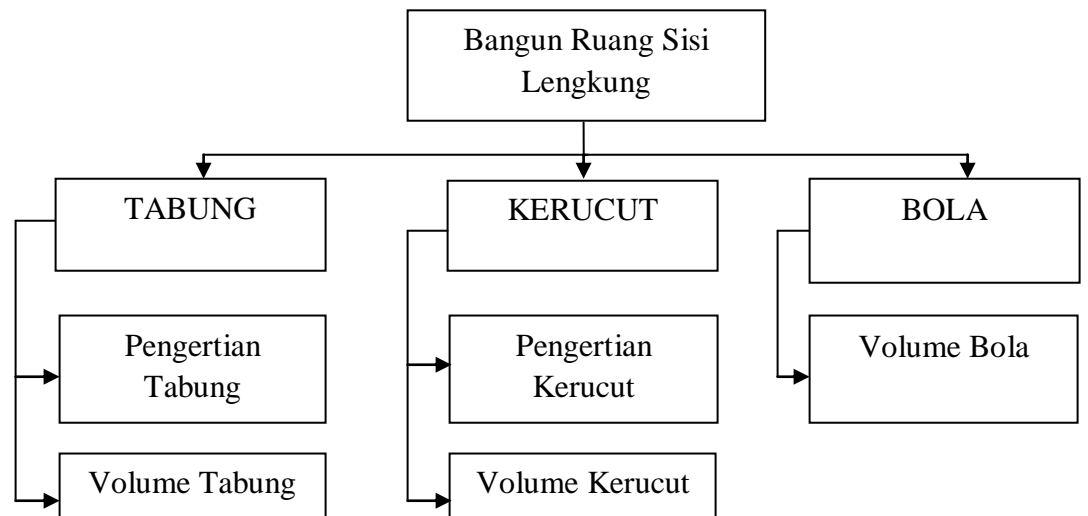 Bangun Ruang Sisi
Lengkung
TABUNG
KERUCUT
BOLA
Pengertian
Tabung
Pengertian
Kerucut
Volume Bola
Volume Tabung
Volume Kerucut